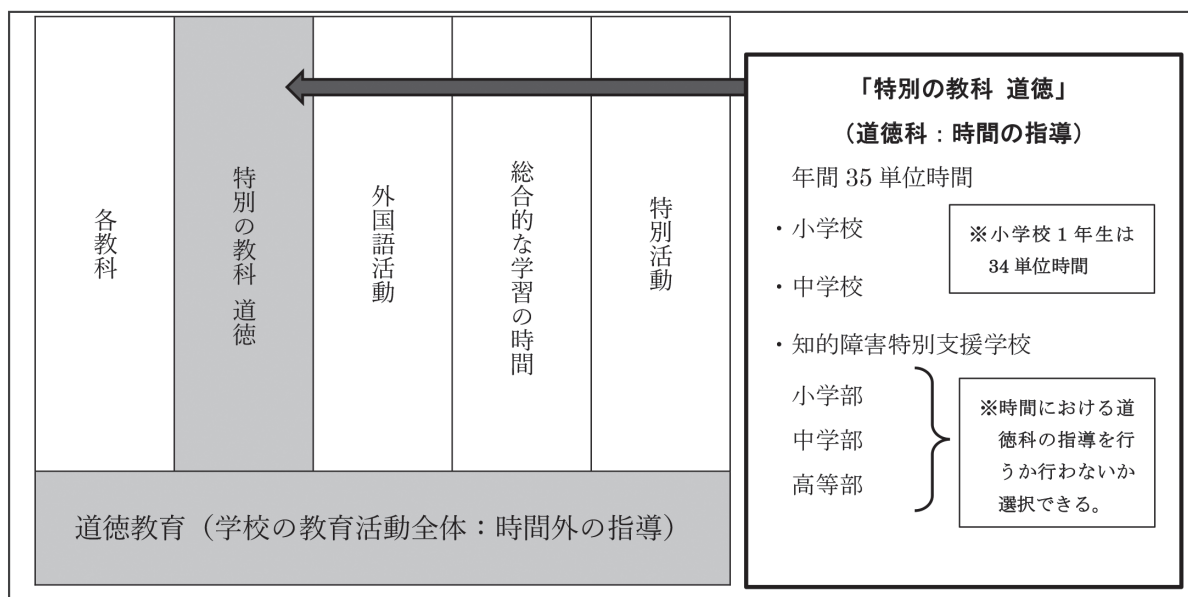 各教科
特別の教科 道徳
外国語活動
総合的な学習の時間
特別活動
道徳教育（学校の教育活動全体：時間外の指導）
「特別の教科 道徳」
（道徳科：時間の指導）
年間 35 単位時間
・小学校
※小学校 1 年生は
34 単位時間
・中学校
・知的障害特別支援学校
小学部
中学部
高等部
※時間における道
徳科の指導を行
うか行わないか
選択できる。